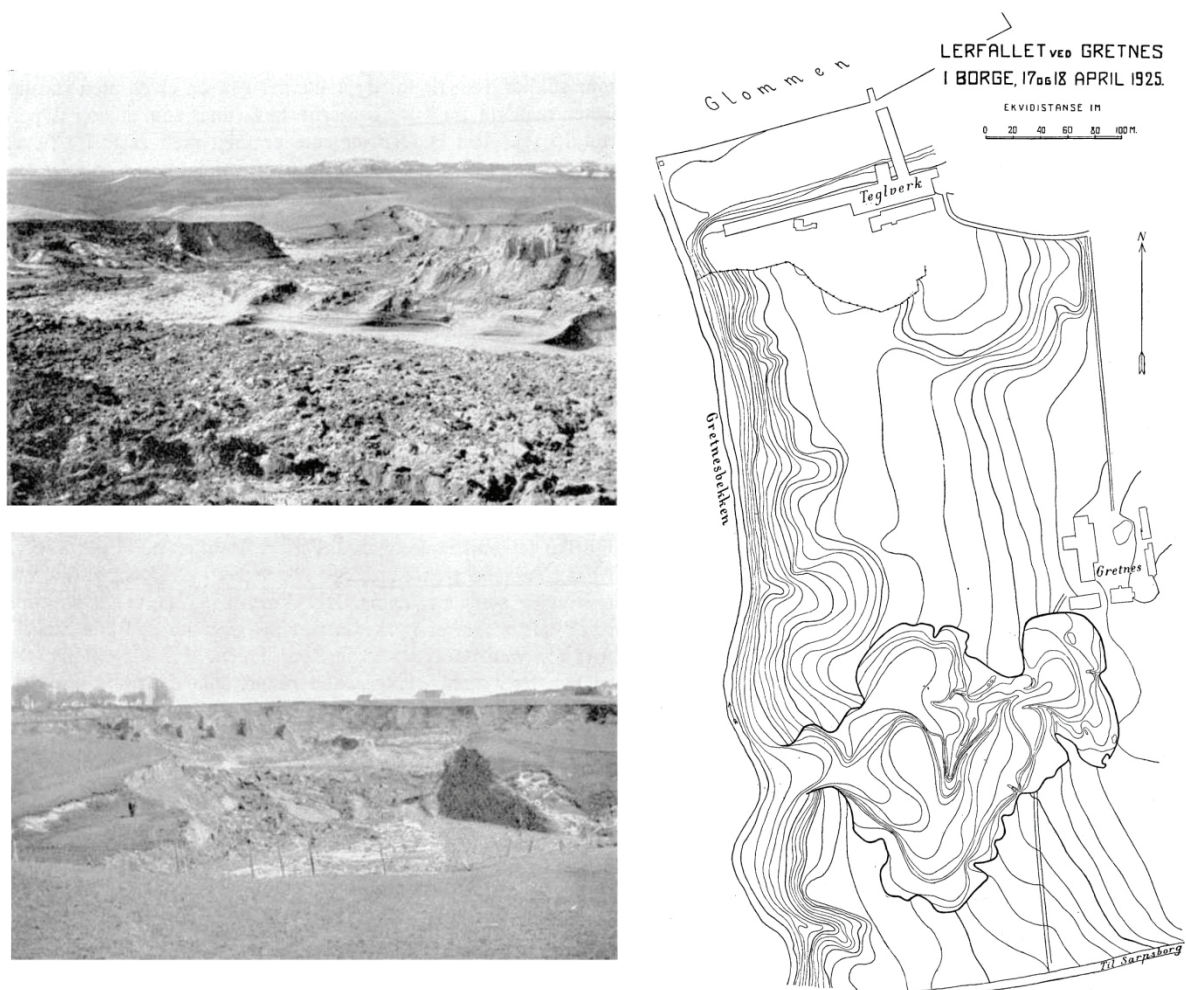 LERFALLET VED GRETNES
I BORGE, 17 OG 18 APRIL 1925.
EKVIDISTANSE 1M
0 20 40 60 80 100 M.
Glommen
Teglverk
N
Gretnesbekken
Gretnes
Til Sarpsborg